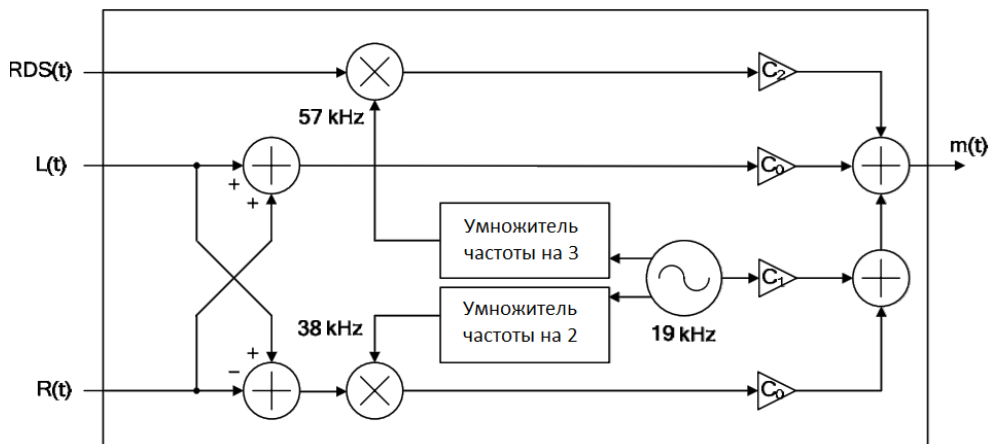 RDS(t)
C2
57 kHz
L(t)
+
+
C0
m(t)
Умножитель
частоты на 3
C1
38 kHz
Умножитель
частоты на 2
19 kHz
+
−
R(t)
C0